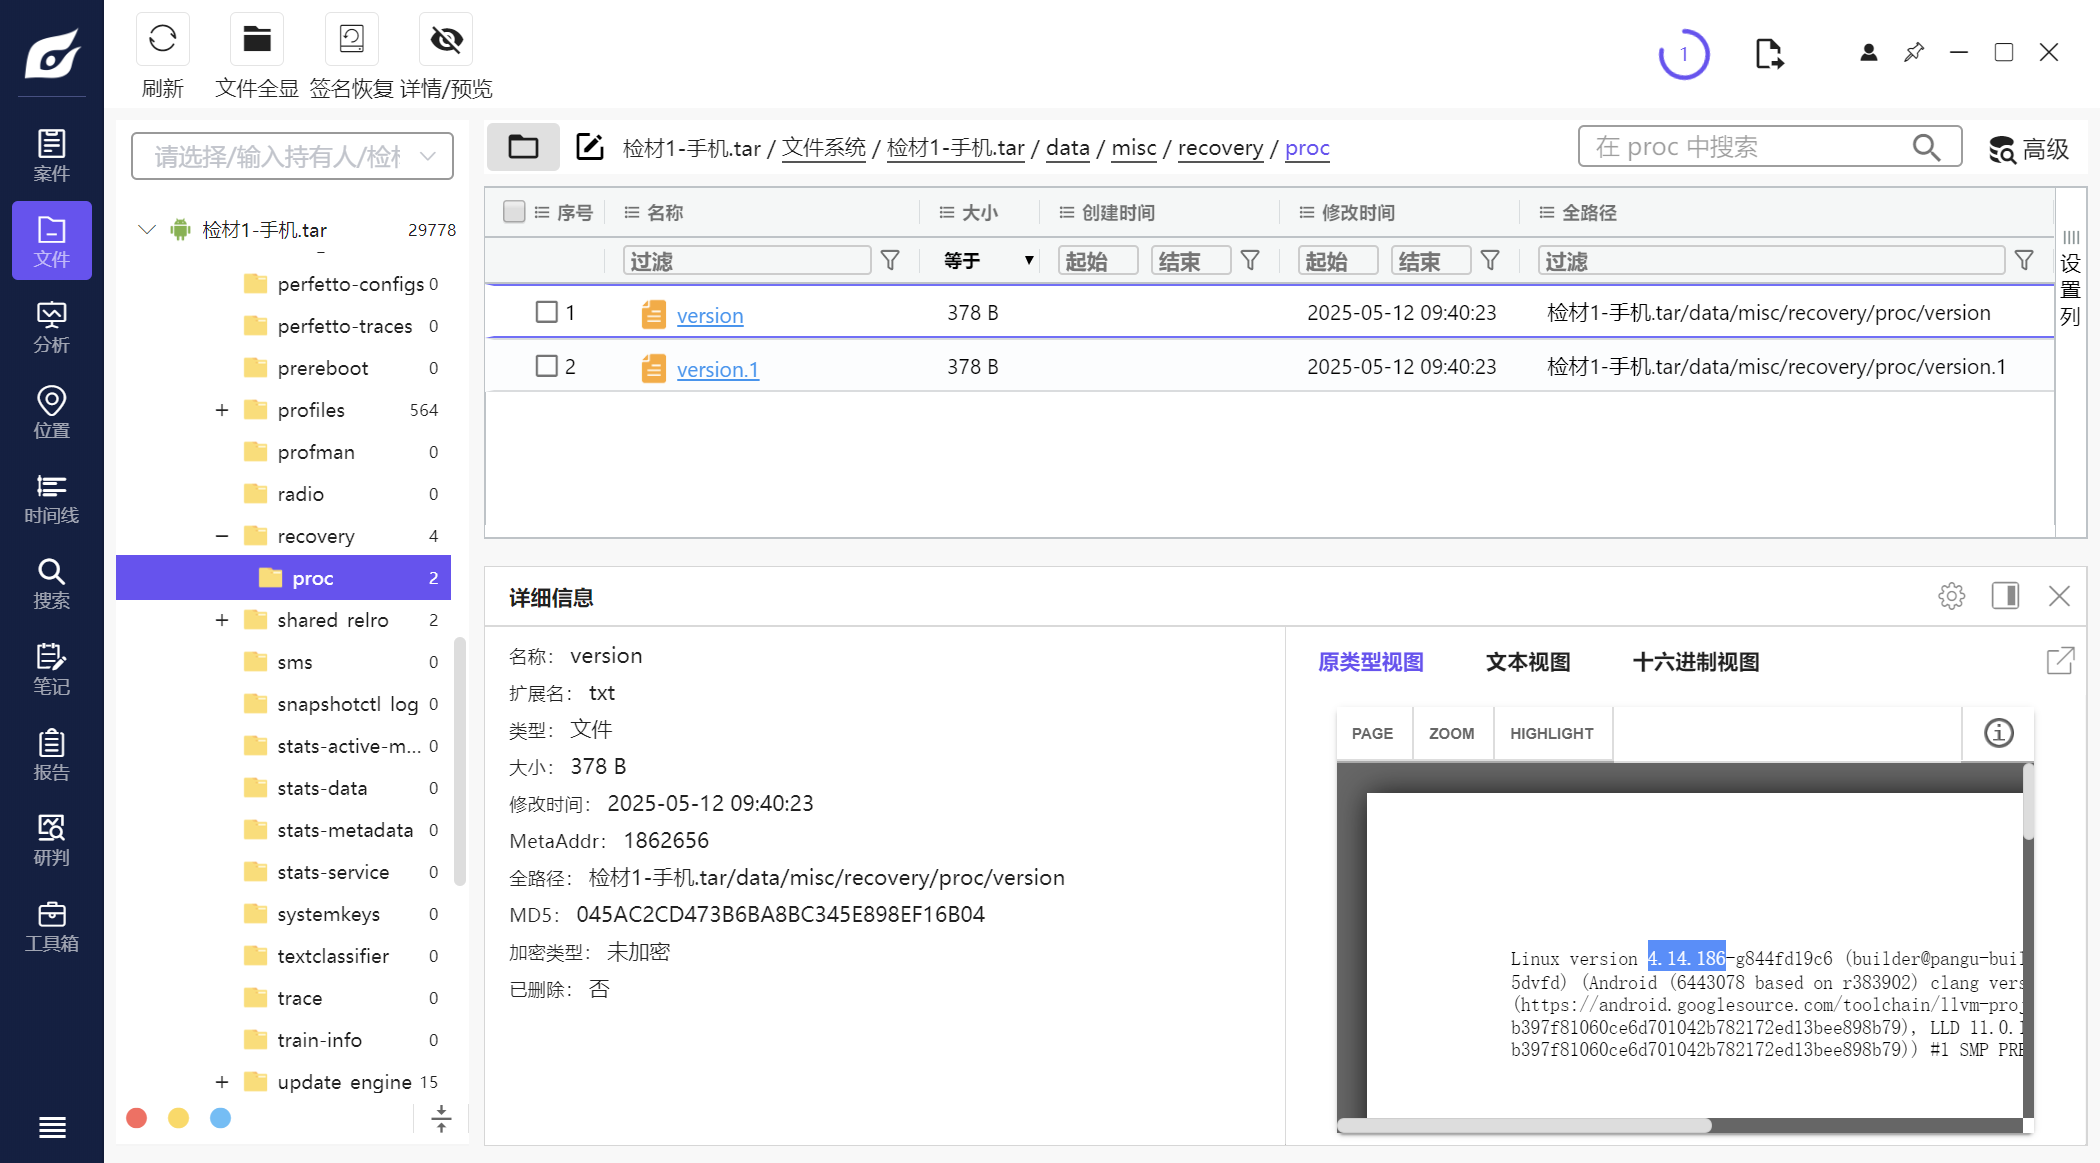 刷新
文件全显
签名恢复
详情/预览
1
案件
文件
分析
位置
时间线
搜索
笔记
报告
研判
工具箱
请选择/输入持有人/检
检材1-手机.tar 29778
perfetto-configs 0
perfetto-traces 0
prereboot 0
+ profiles 564
profman 0
radio 0
− recovery 4
proc 2
+ shared relro 2
sms 0
snapshotctl log 0
stats-active-m... 0
stats-data 0
stats-metadata 0
stats-service 0
systemkeys 0
textclassifier 0
trace 0
train-info 0
+ update engine 15
检材1-手机.tar / 文件系统 / 检材1-手机.tar / data / misc / recovery / proc
在 proc 中搜索
高级
序号 名称 大小 创建时间 修改时间 全路径
过滤 等于 起始 结束 起始 结束 过滤
1 version 378 B 2025-05-12 09:40:23 检材1-手机.tar/data/misc/recovery/proc/version
2 version.1 378 B 2025-05-12 09:40:23 检材1-手机.tar/data/misc/recovery/proc/version.1
设置列
详细信息
名称： version
扩展名： txt
类型： 文件
大小： 378 B
修改时间： 2025-05-12 09:40:23
MetaAddr： 1862656
全路径： 检材1-手机.tar/data/misc/recovery/proc/version
MD5： 045AC2CD473B6BA8BC345E898EF16B04
加密类型： 未加密
已删除： 否
原类型视图 文本视图 十六进制视图
PAGE ZOOM HIGHLIGHT
Linux version 4.14.186-g844fd19c6 (builder@pangu-buil
5dvfd) (Android (6443078 based on r383902) clang vers
(https://android.googlesource.com/toolchain/llvm-proj
b397f81060ce6d701042b782172ed13bee898b79), LLD 11.0.1
b397f81060ce6d701042b782172ed13bee898b79)) #1 SMP PRE